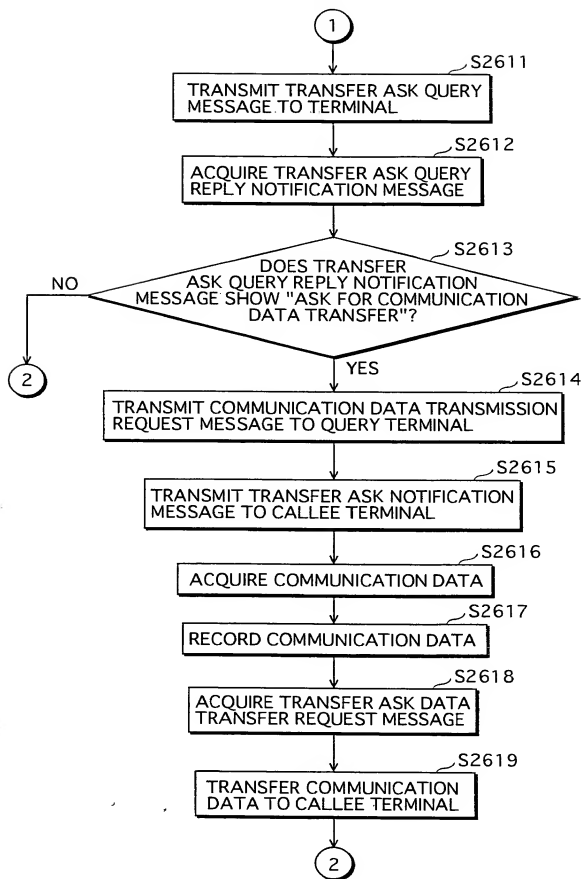 1
S2611
TRANSMIT TRANSFER ASK QUERY
MESSAGE TO TERMINAL
S2612
ACQUIRE TRANSFER ASK QUERY
REPLY NOTIFICATION MESSAGE
S2613
DOES TRANSFER
ASK QUERY REPLY NOTIFICATION
MESSAGE SHOW "ASK FOR COMMUNICATION
DATA TRANSFER"?
NO
2
YES
S2614
TRANSMIT COMMUNICATION DATA TRANSMISSION
REQUEST MESSAGE TO QUERY TERMINAL
S2615
TRANSMIT TRANSFER ASK NOTIFICATION
MESSAGE TO CALLEE TERMINAL
S2616
ACQUIRE COMMUNICATION DATA
S2617
RECORD COMMUNICATION DATA
S2618
ACQUIRE TRANSFER ASK DATA
TRANSFER REQUEST MESSAGE
S2619
TRANSFER COMMUNICATION
DATA TO CALLEE TERMINAL
2